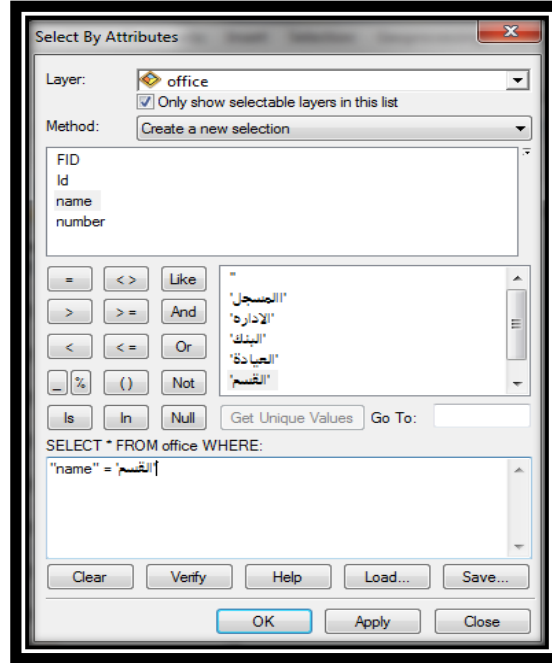 Select By Attributes
Layer: office
Only show selectable layers in this list
Method: Create a new selection
FID
Id
name
number
= < > Like
> > = And
< < = Or
_ % ( ) Not
Is In Null
''
'االمسجل'
'الاداره'
'البنك'
'العيادة'
'القسم'
Get Unique Values Go To:
SELECT * FROM office WHERE:
"name" = 'القسم'
Clear Verify Help Load... Save...
OK Apply Close